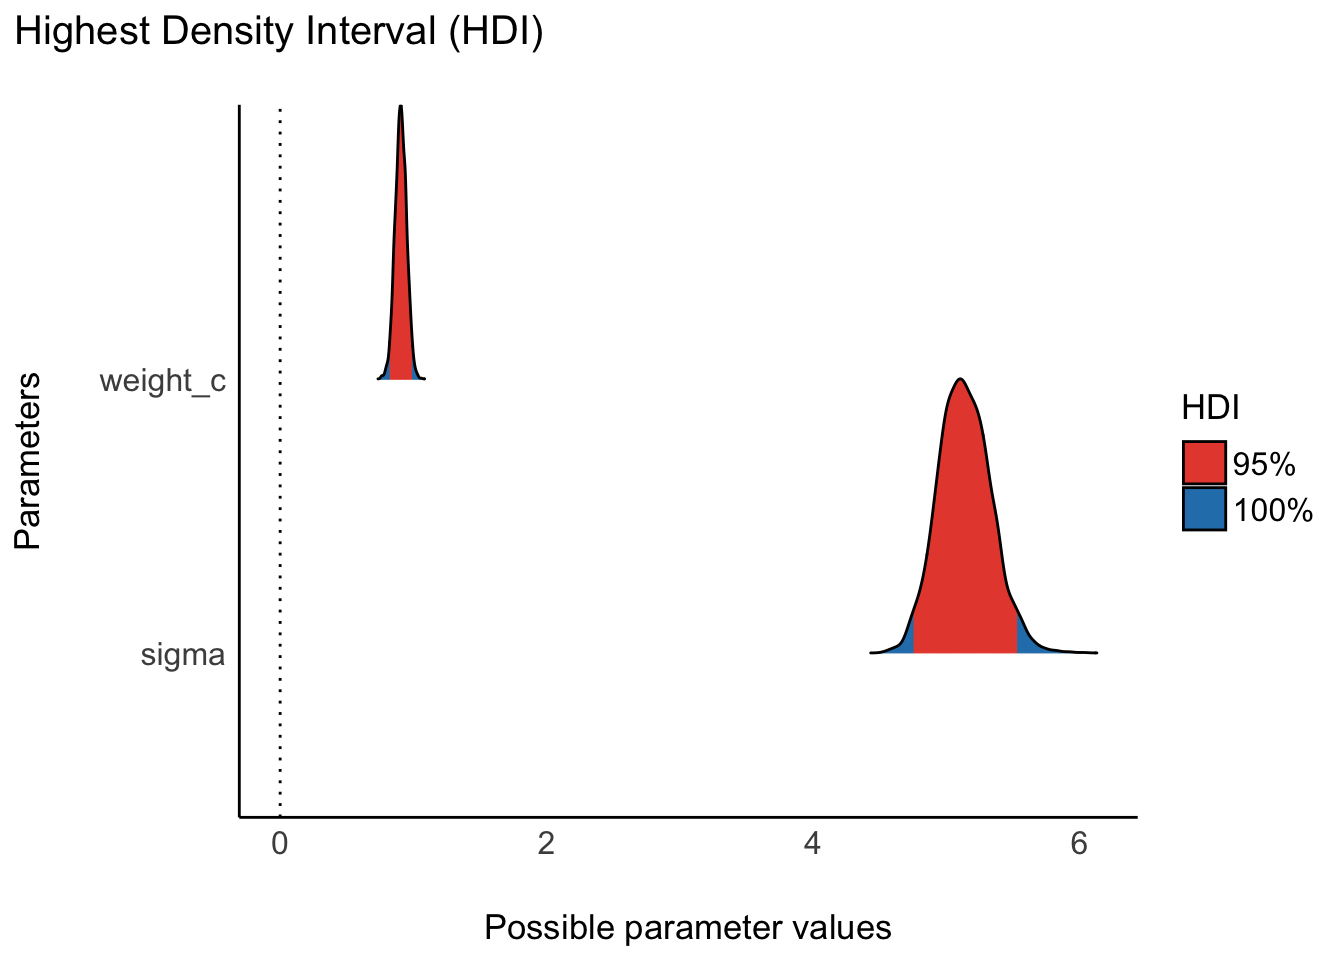 Highest Density Interval (HDI)
weight_c
sigma
Parameters
0 2 4 6
Possible parameter values
HDI
95%
100%